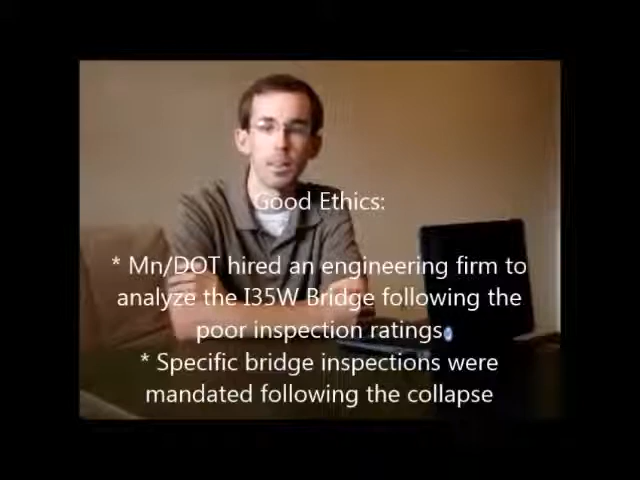 Good Ethics:
* Mn/DOT hired an engineering firm to
analyze the I35W Bridge following the
poor inspection ratings.
* Specific bridge inspections were
mandated following the collapse